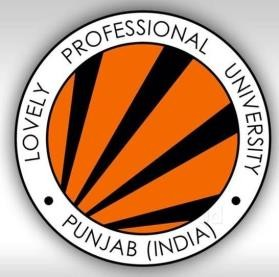 LOVELY PROFESSIONAL UNIVERSITY
PUNJAB (INDIA)